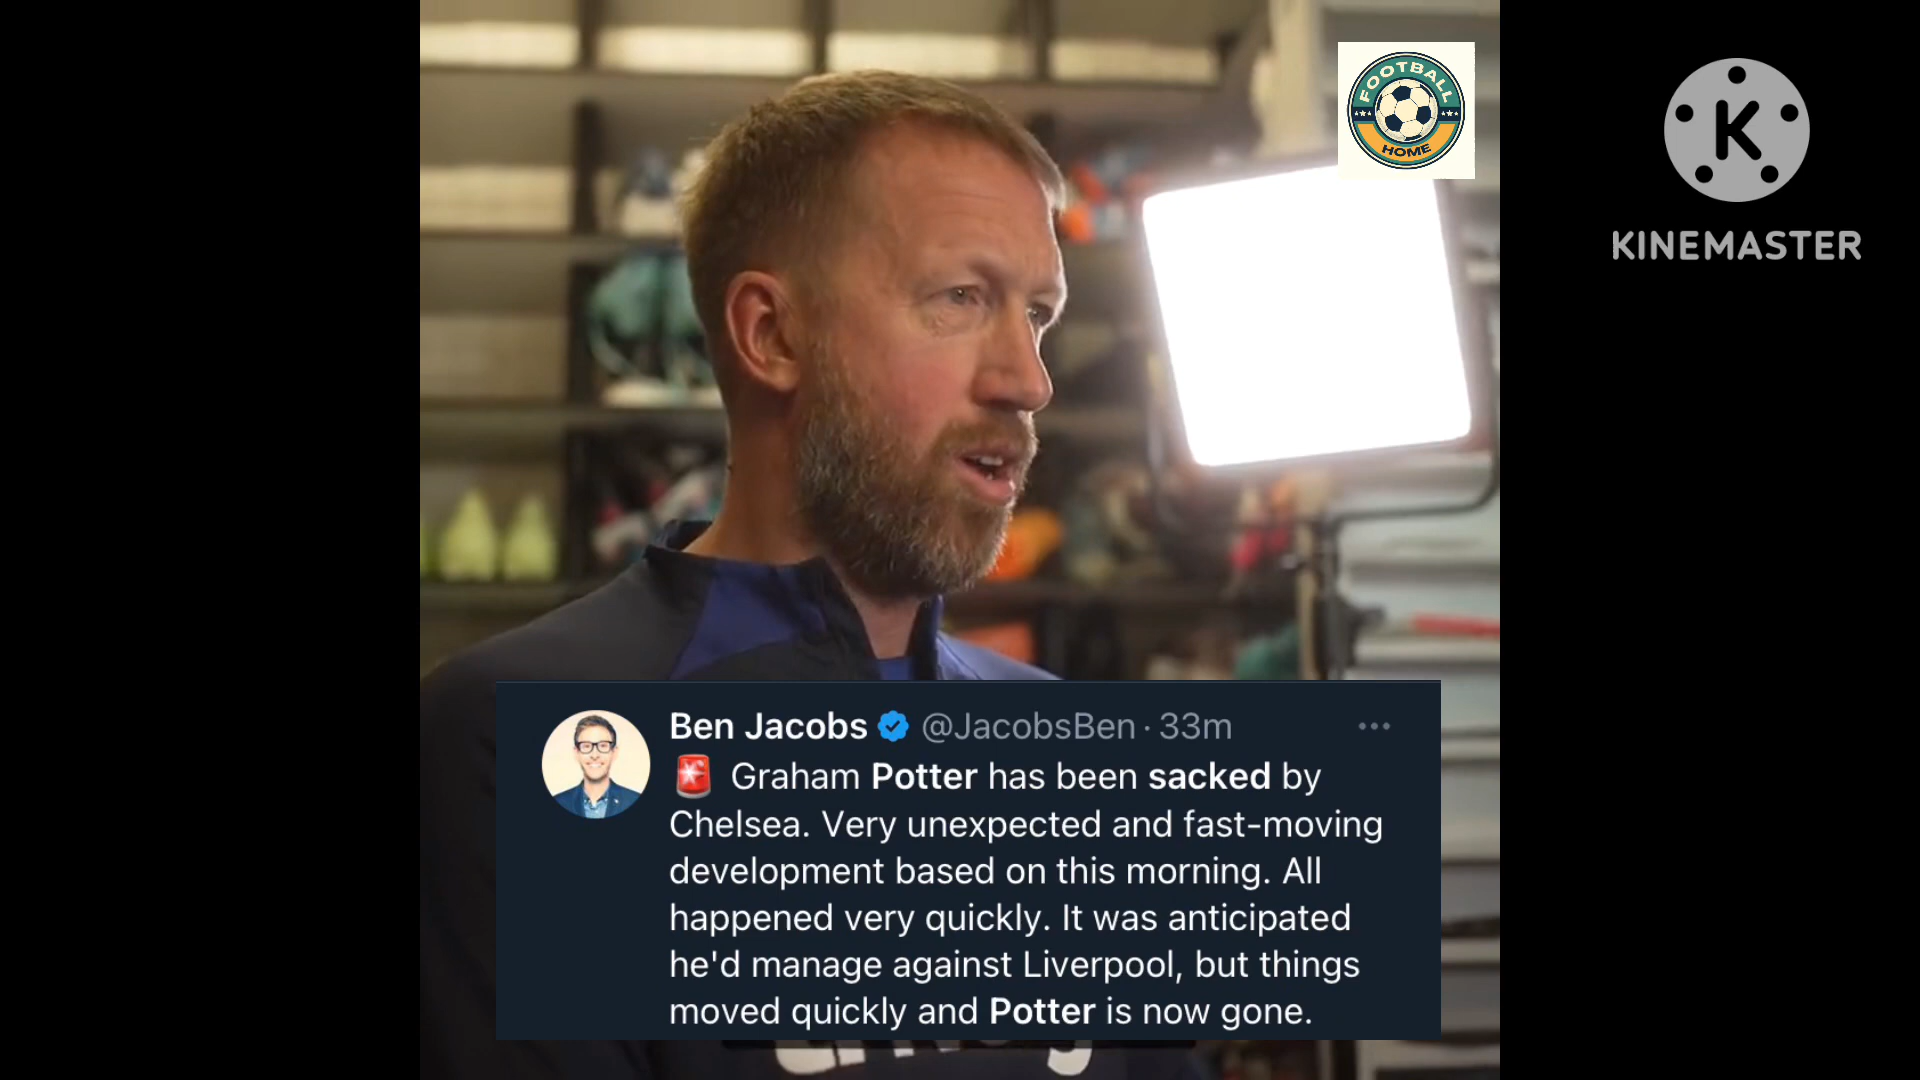 FOOTBALL
HOME
K
KINEMASTER
Ben Jacobs @JacobsBen · 33m
🚨 Graham Potter has been sacked by
Chelsea. Very unexpected and fast-moving
development based on this morning. All
happened very quickly. It was anticipated
he'd manage against Liverpool, but things
moved quickly and Potter is now gone.